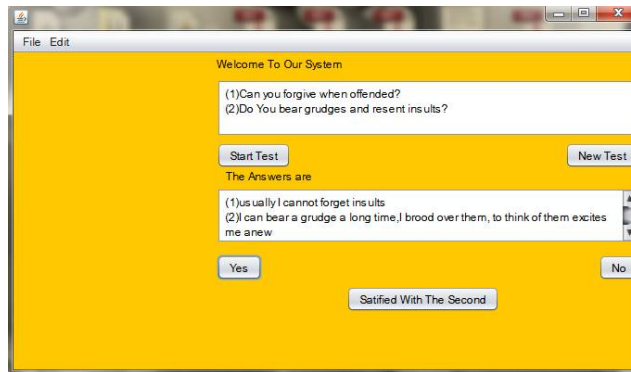 File Edit
Welcome To Our System
(1)Can you forgive when offended?
(2)Do You bear grudges and resent insults?
Start Test New Test
The Answers are
(1)usually I cannot forget insults
(2)I can bear a grudge a long time,I brood over them, to think of them excites
me anew
Yes No
Satified With The Second